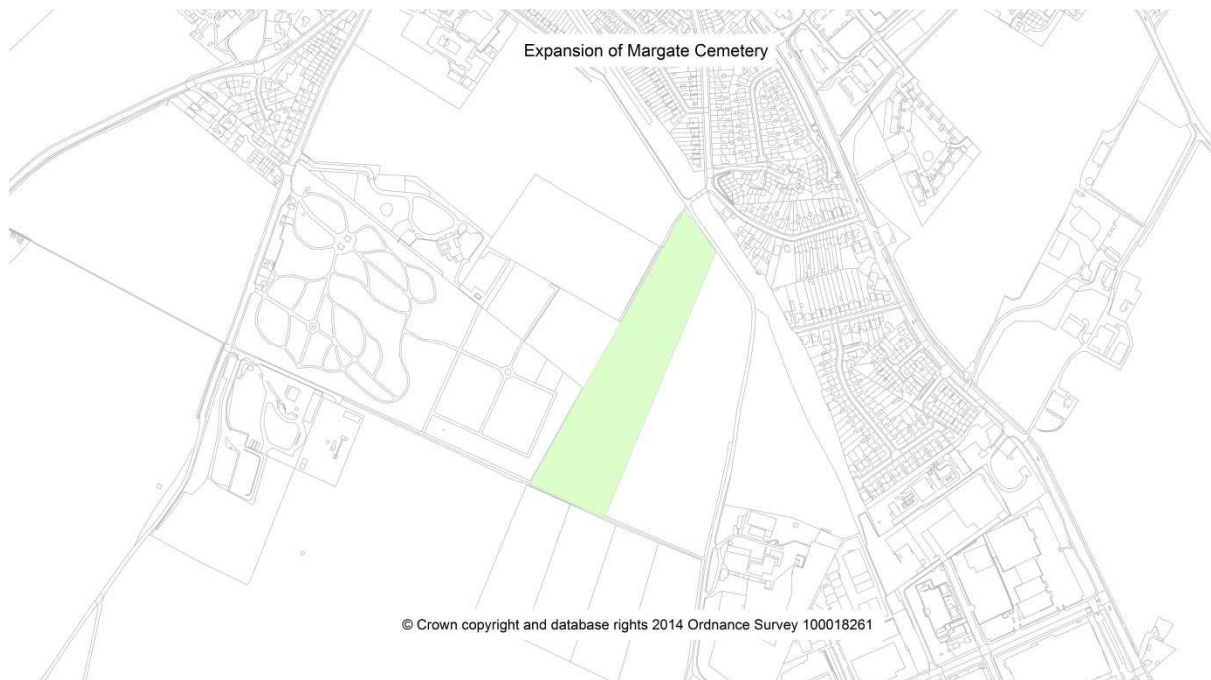 Expansion of Margate Cemetery
© Crown copyright and database rights 2014 Ordnance Survey 100018261